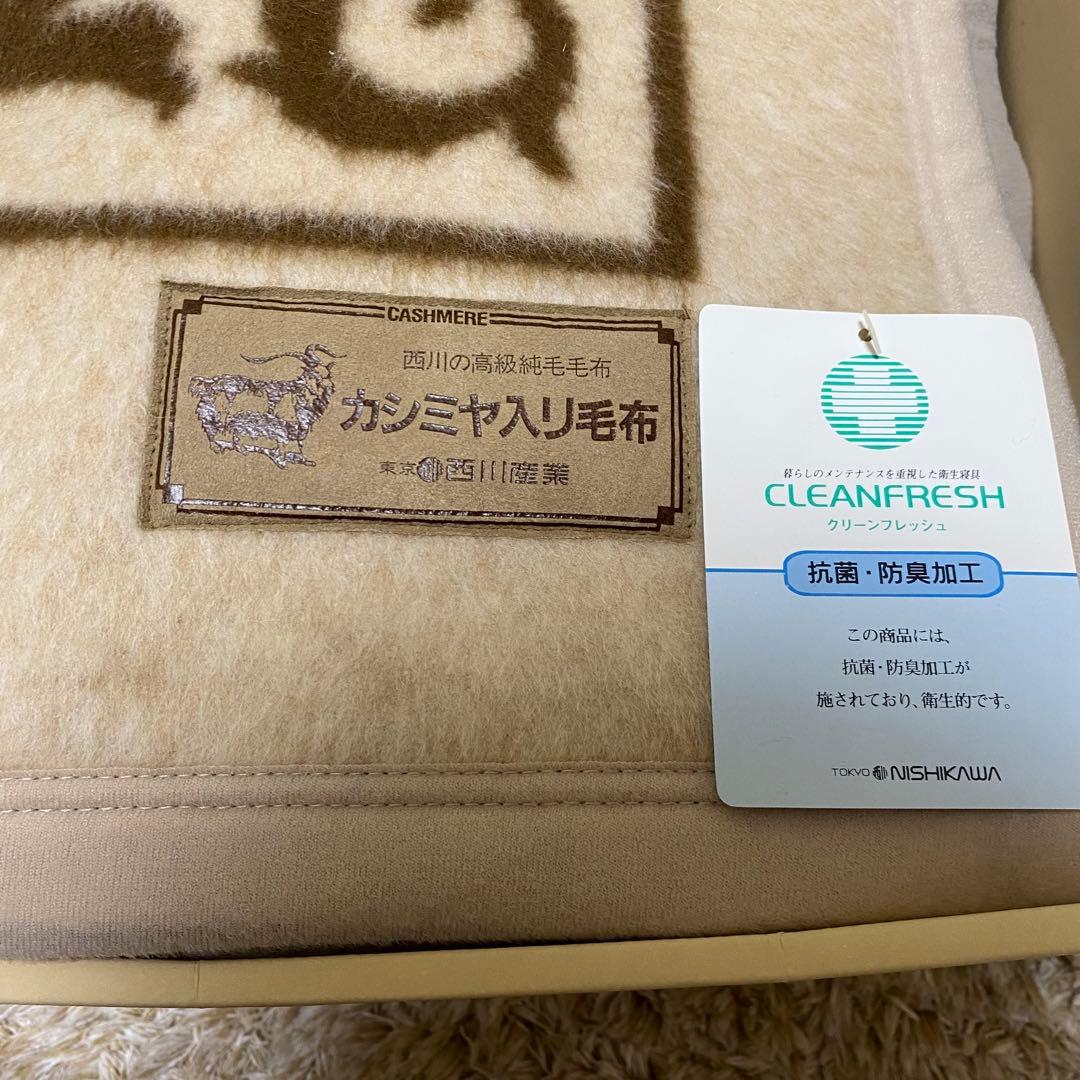 CASHMERE
西川の高級純毛毛布
カシミヤ入り毛布
東京 西川産業
暮らしのメンテナンスを重視した衛生寝具
CLEANFRESH
クリーンフレッシュ
抗菌・防臭加工
この商品には、
抗菌・防臭加工が
施されており、衛生的です。
TOKYO NISHIKAWA